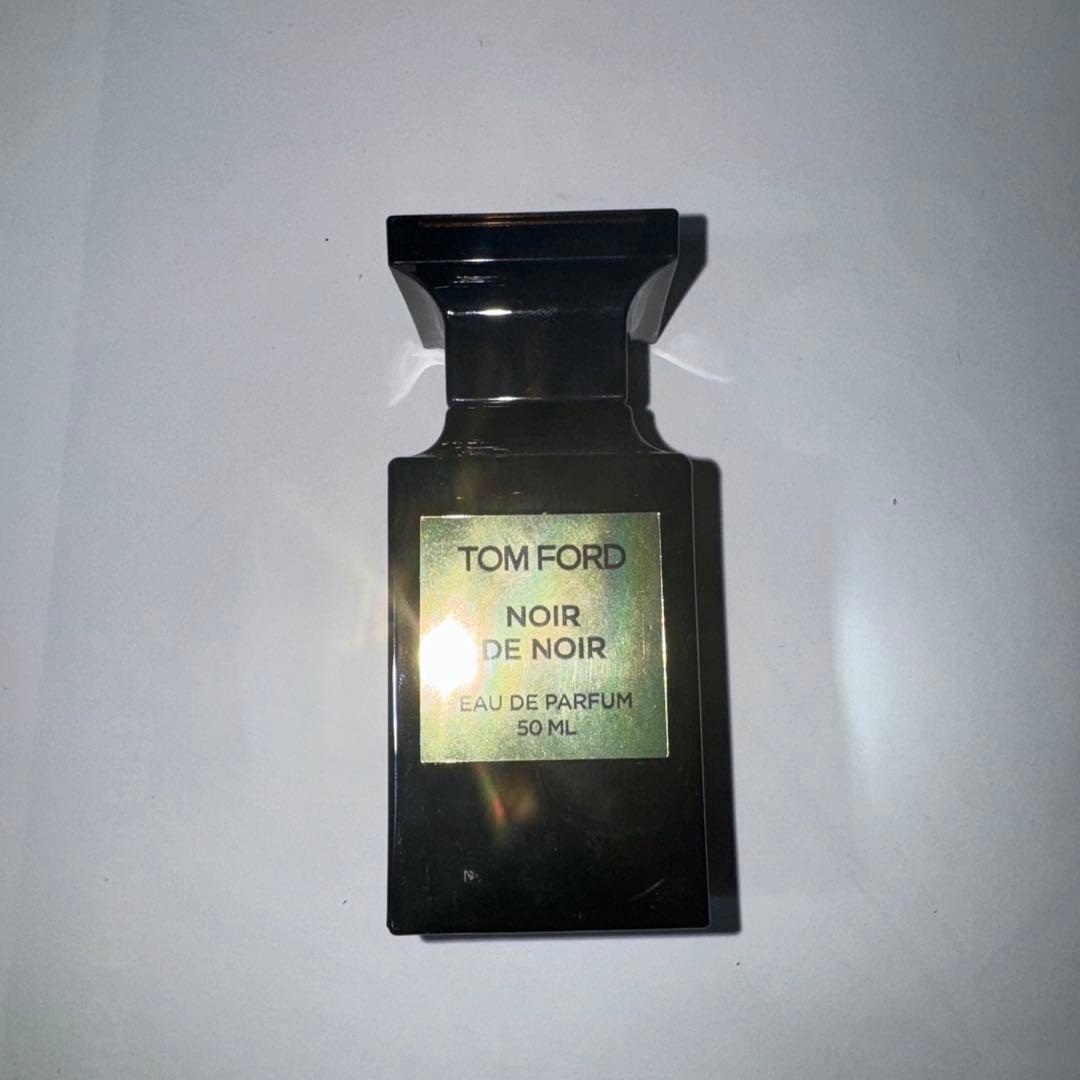 TOM FORD
NOIR
DE NOIR
EAU DE PARFUM
50 ML